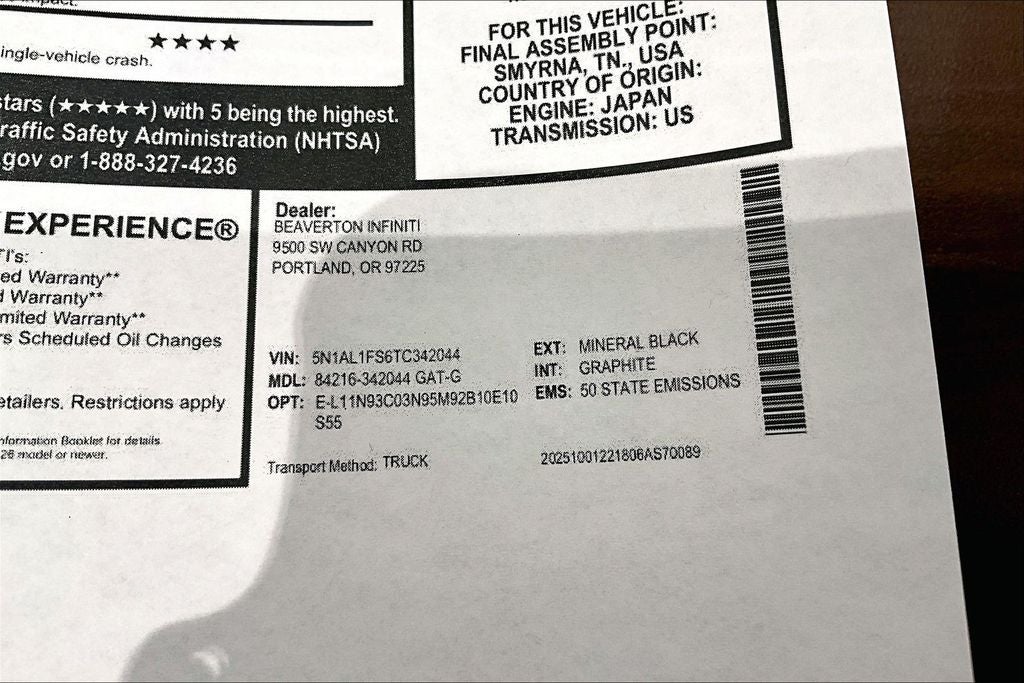 impact.
★★★★
ingle-vehicle crash.
stars (★★★★★) with 5 being the highest.
raffic Safety Administration (NHTSA)
.gov or 1-888-327-4236
FOR THIS VEHICLE:
FINAL ASSEMBLY POINT:
SMYRNA, TN., USA
COUNTRY OF ORIGIN:
ENGINE: JAPAN
TRANSMISSION: US
EXPERIENCE®
TI's:
ed Warranty**
d Warranty**
mited Warranty**
rs Scheduled Oil Changes
etailers. Restrictions apply
nformation Booklet for details.
26 model or newer.
Dealer:
BEAVERTON INFINITI
9500 SW CANYON RD
PORTLAND, OR 97225
VIN: 5N1AL1FS6TC342044
MDL: 84216-342044 GAT-G
OPT: E-L11N93C03N95M92B10E10
S55
EXT: MINERAL BLACK
INT: GRAPHITE
EMS: 50 STATE EMISSIONS
Transport Method: TRUCK
20251001221806AS70089